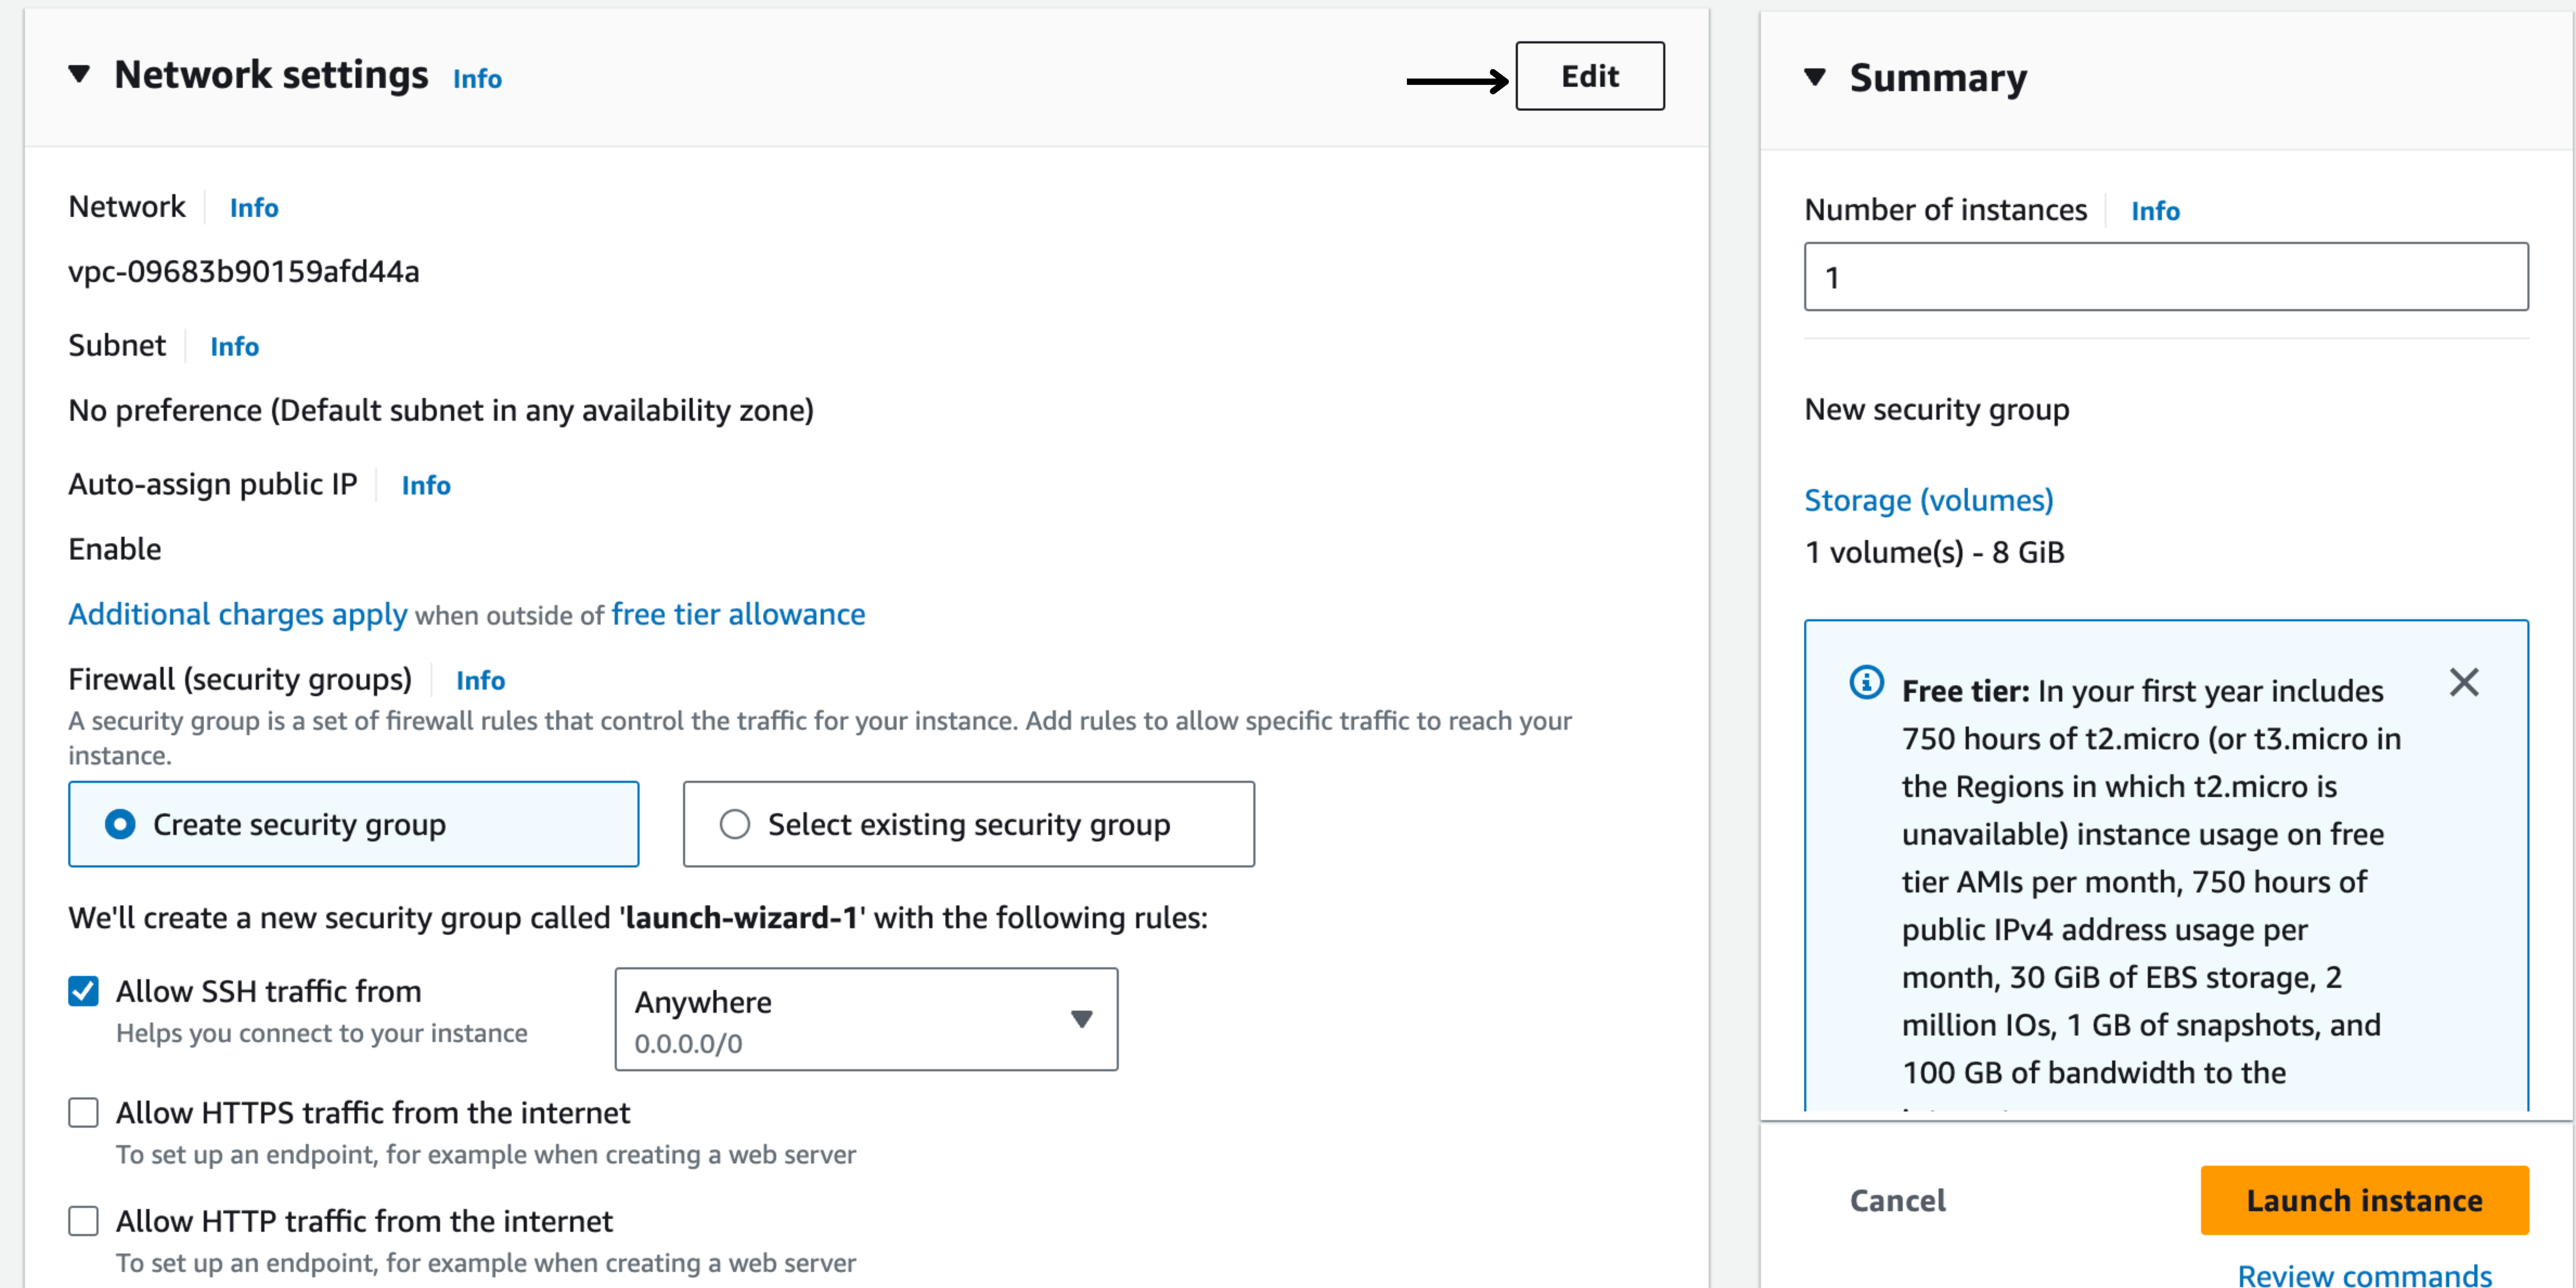 Network settings Info
Edit
Network Info
vpc-09683b90159afd44a
Subnet Info
No preference (Default subnet in any availability zone)
Auto-assign public IP Info
Enable
Additional charges apply when outside of free tier allowance
Firewall (security groups) Info
A security group is a set of firewall rules that control the traffic for your instance. Add rules to allow specific traffic to reach your
instance.
Create security group
Select existing security group
We'll create a new security group called 'launch-wizard-1' with the following rules:
Allow SSH traffic from
Helps you connect to your instance
Anywhere
0.0.0.0/0
Allow HTTPS traffic from the internet
To set up an endpoint, for example when creating a web server
Allow HTTP traffic from the internet
To set up an endpoint, for example when creating a web server
Summary
Number of instances Info
1
New security group
Storage (volumes)
1 volume(s) - 8 GiB
Free tier: In your first year includes
750 hours of t2.micro (or t3.micro in
the Regions in which t2.micro is
unavailable) instance usage on free
tier AMIs per month, 750 hours of
public IPv4 address usage per
month, 30 GiB of EBS storage, 2
million IOs, 1 GB of snapshots, and
100 GB of bandwidth to the
Cancel
Launch instance
Review commands